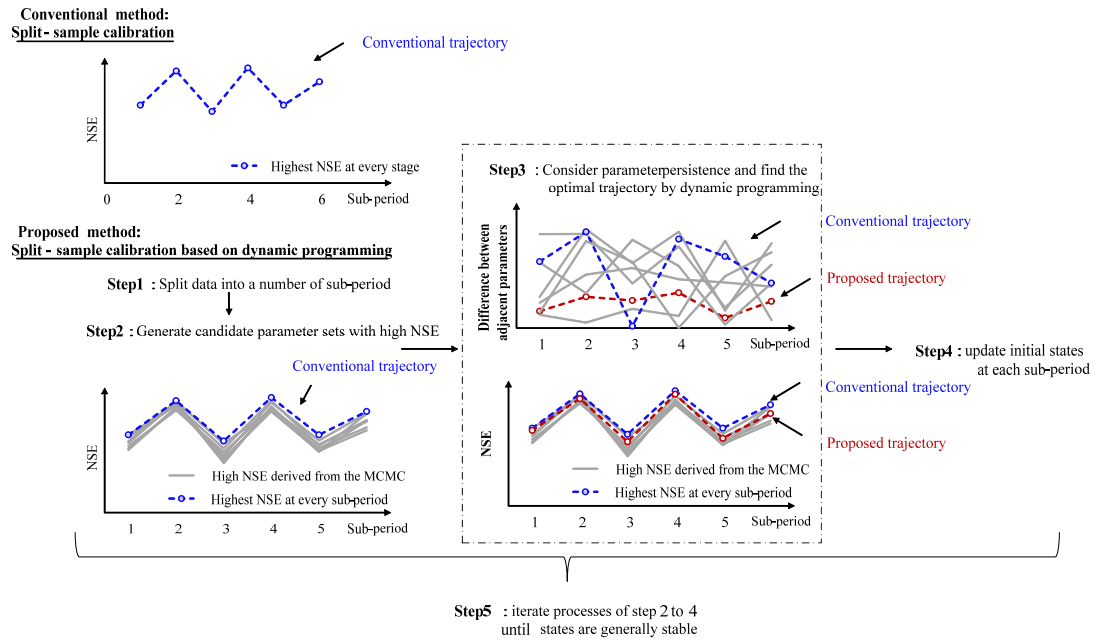 Conventional method:
Split - sample calibration
Conventional trajectory
NSE
Highest NSE at every stage
0 2 4 6 Sub-period
Proposed method:
Split - sample calibration based on dynamic programming
Step1 : Split data into a number of sub-period
Step2 : Generate candidate parameter sets with high NSE
Conventional trajectory
NSE
High NSE derived from the MCMC
Highest NSE at every sub-period
1 2 3 4 5 Sub-period
Step3 : Consider parameterpersistence and find the
optimal trajectory by dynamic programming
Conventional trajectory
Difference between
adjacent parameters
Proposed trajectory
1 2 3 4 5 Sub-period
Conventional trajectory
NSE
Proposed trajectory
High NSE derived from the MCMC
Highest NSE at every sub-period
1 2 3 4 5 Sub-period
Step4 : update initial states
at each sub-period
Step5 : iterate processes of step 2 to 4
until states are generally stable